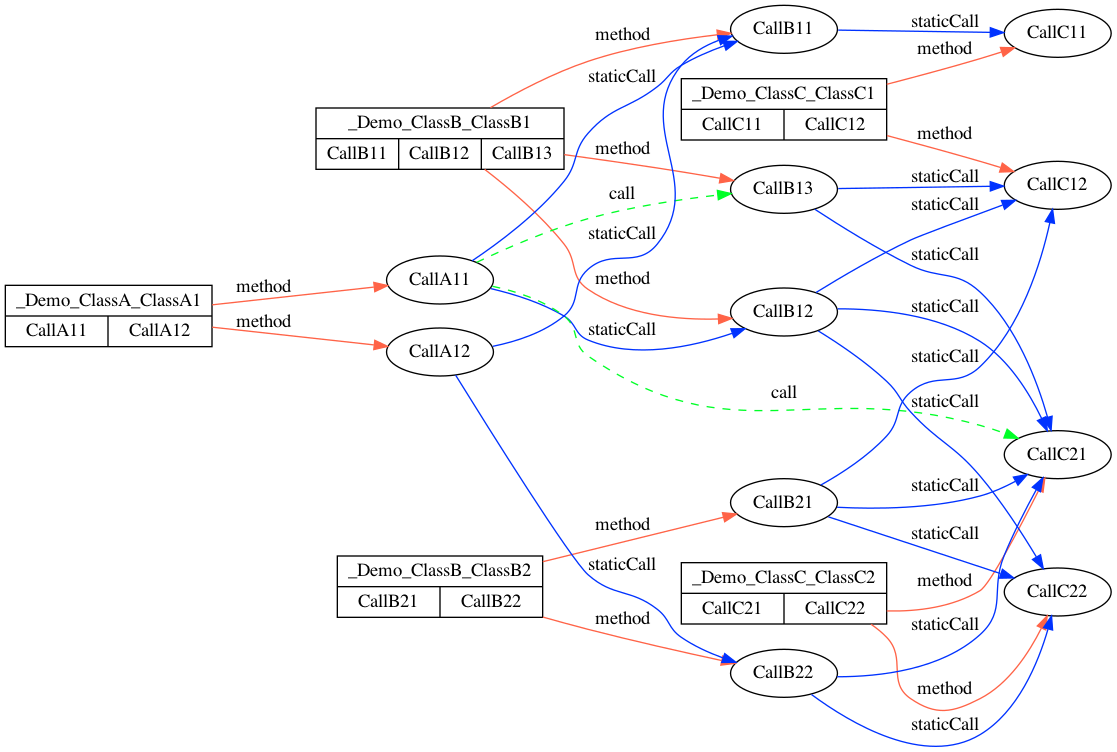 CallB11
staticCall
CallC11
method
method
staticCall
_Demo_ClassC_ClassC1
CallC11 CallC12
_Demo_ClassB_ClassB1
CallB11 CallB12 CallB13
method
method
CallB13
staticCall
CallC12
staticCall
call
staticCall
staticCall
method
CallA11
_Demo_ClassA_ClassA1
CallA11 CallA12
method
method
CallB12
staticCall
staticCall
CallA12
staticCall
call
staticCall
CallC21
staticCall
CallB21
method
staticCall
_Demo_ClassB_ClassB2
CallB21 CallB22
staticCall
_Demo_ClassC_ClassC2
CallC21 CallC22
method
CallC22
method
staticCall
CallB22
method
staticCall